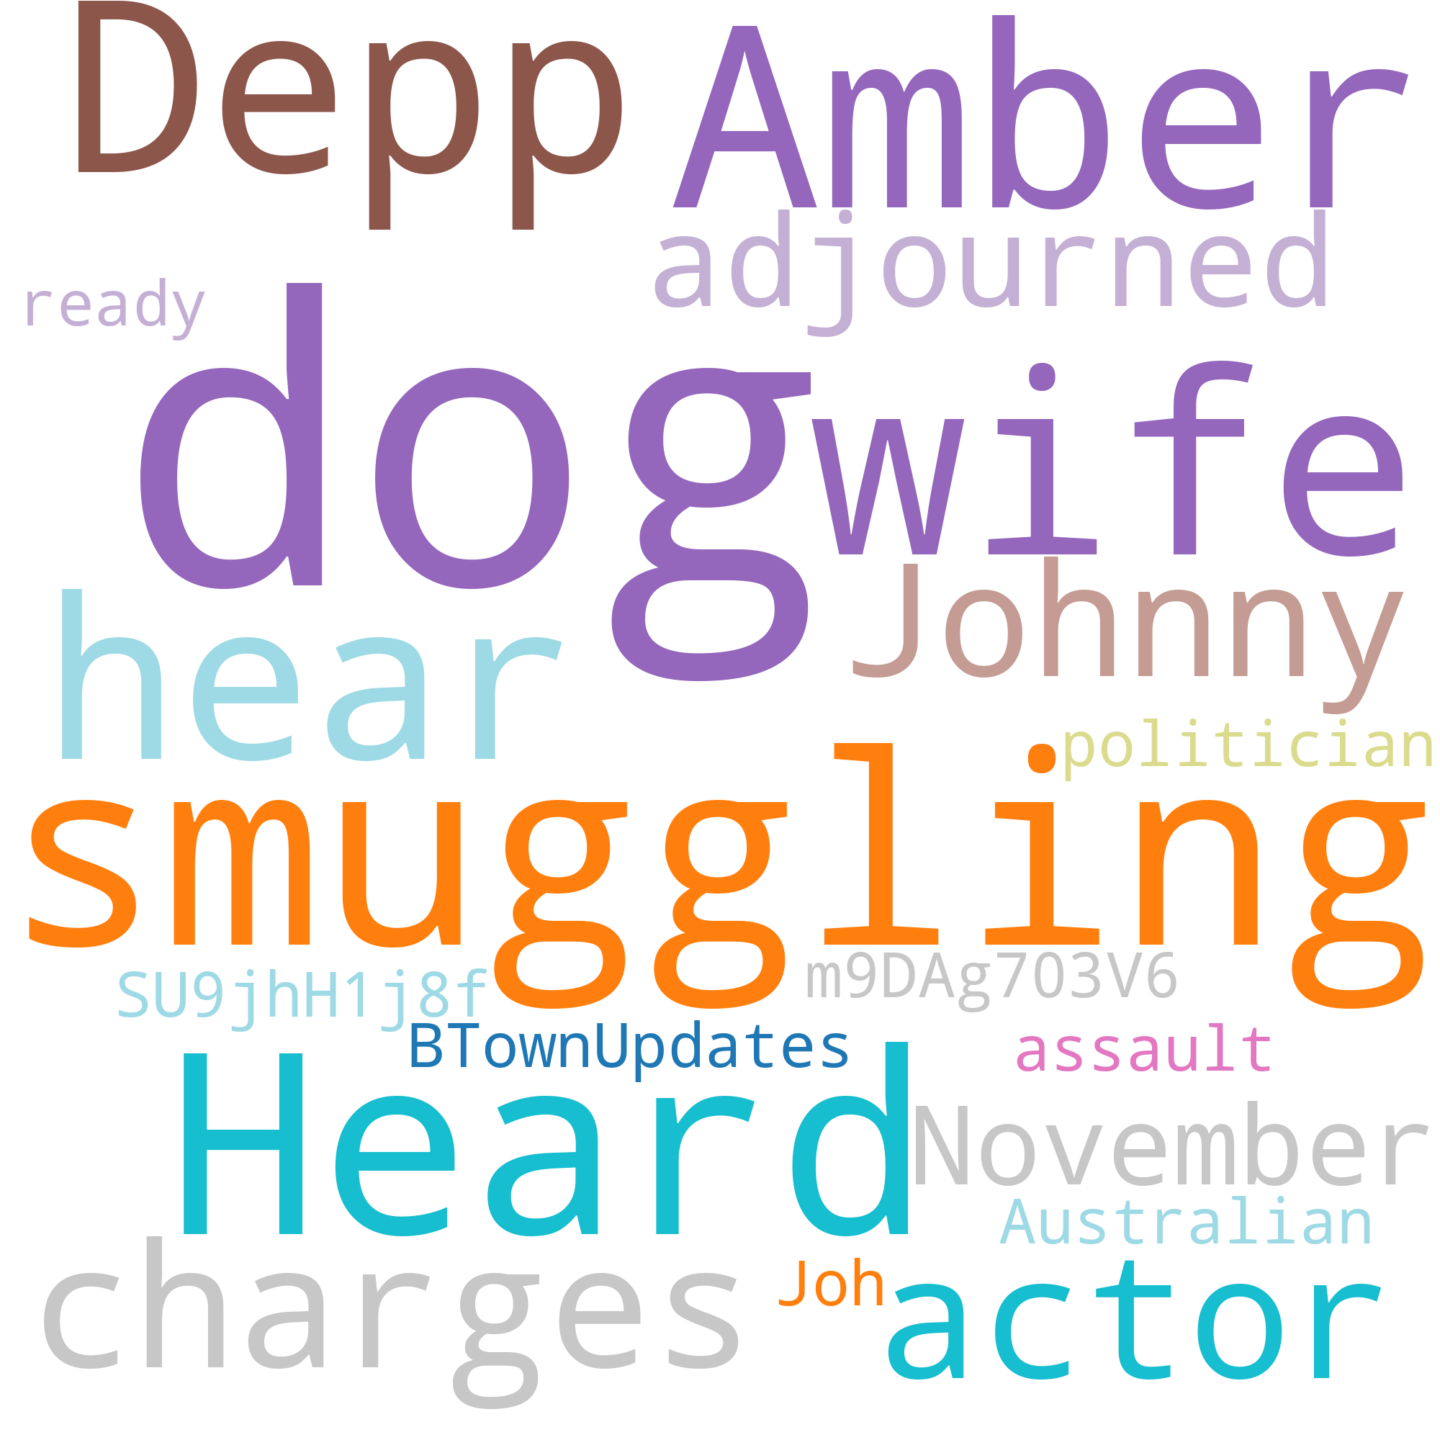 Depp Amber
adjourned
ready
dog wife
hear Johnny
politician
smuggling
SU9jhH1j8f m9DAg703V6
BTownUpdates assault
Heard November
Australian
charges Joh actor